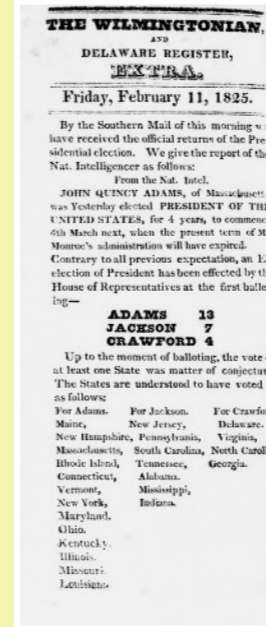 THE WILMINGTONIAN,
AND
DELAWARE REGISTER,
EXTRA.
Friday, February 11, 1825.
By the Southern Mail of this morning w
have received the official returns of the Pre
sidential election. We give the report of the
Nat. Intelligencer as follows:
From the Nat. Intel.
JOHN QUINCY ADAMS, of Massachusett
was Yesterday elected PRESIDENT OF THE
UNITED STATES, for 4 years, to commenc
4th March next, when the present term of M
Monroe's administration will have expired.
Contrary to all previous expectation, an E
election of President has been effected by th
House of Representatives at the first ballo
ing—
ADAMS 13
JACKSON 7
CRAWFORD 4
Up to the moment of balloting, the vote o
at least one State was matter of conjectur
The States are understood to have voted
as follows;
For Adams. For Jackson. For Crawfo
Maine, New Jersey, Delaware.
New Hampshire, Pennsylvania, Virginia,
Massachusetts, South Carolina, North Caroli
Rhode Island, Tennessee, Georgia.
Connecticut, Alabama.
Vermont, Mississippi,
New York, Indiana.
Maryland.
Ohio.
Kentucky.
Illinois.
Missouri.
Louisiana.